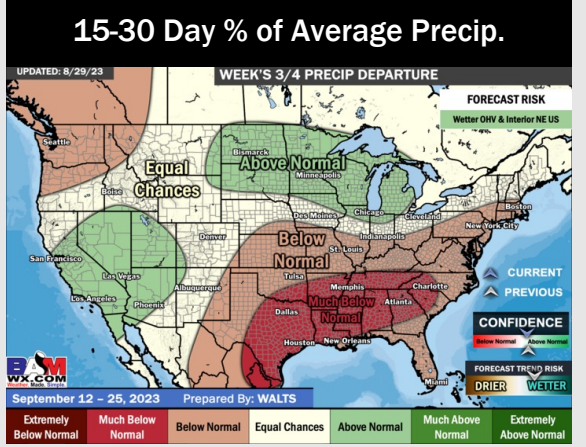 15-30 Day % of Average Precip.
UPDATED: 8/29/23
WEEK'S 3/4 PRECIP DEPARTURE
FORECAST RISK
Wetter OHV & Interior NE US
Seattle
Bismarck
Above Normal
Minneapolis
Equal
Chances
Boise
Boston
Chicago
Cleveland
Des Moines
New York City
Indianapolis
Denver
Below
Normal
St. Louis
San Francisco
Las Vegas
Tulsa
CURRENT
Albuquerque
Memphis
Charlotte
PREVIOUS
Los Angeles
Phoenix
Much Below
Normal
Atlanta
Dallas
CONFIDENCE
Below Normal
Above Normal
Houston
New Orleans
FORECAST TREND RISK
DRIER
WETTER
Miami
BAM
WX.COM
Weather. Made. Simple.
September 12 – 25, 2023 Prepared By: WALTS
Extremely
Below Normal
Much Below
Normal
Below Normal
Equal Chances
Above Normal
Much Above
Normal
Extremely
Above Normal